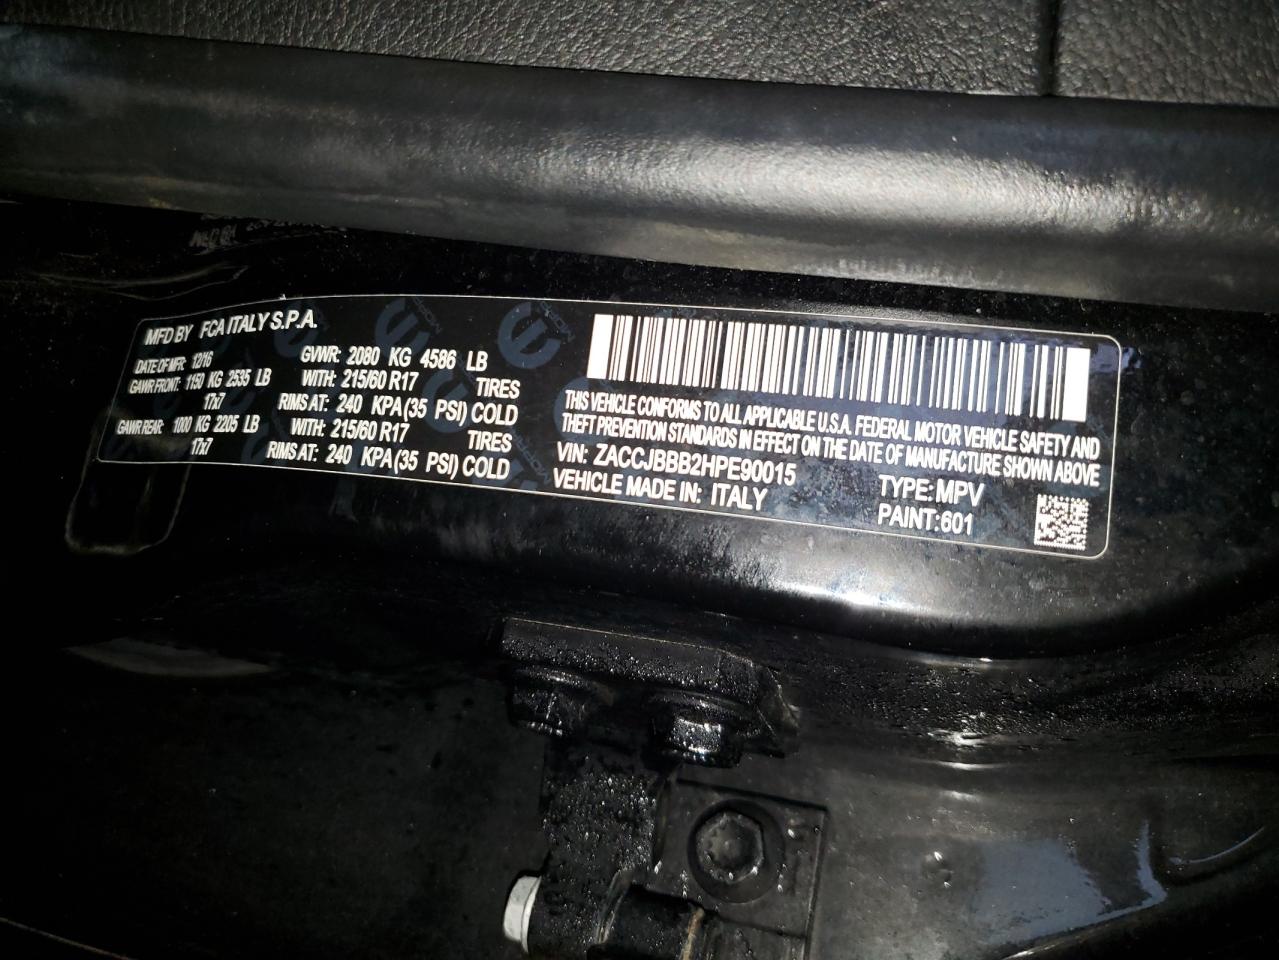 MFD BY FCA ITALY S.P.A.
DATE OF MFR: 12/16 GVWR: 2080 KG 4586 LB
GAWR FRONT: 1150 KG 2535 LB WITH: 215/60 R17 TIRES
17x7 RIMS AT: 240 KPA (35 PSI) COLD
GAWR REAR: 1000 KG 2205 LB WITH: 215/60 R17 TIRES
17x7 RIMS AT: 240 KPA (35 PSI) COLD
THIS VEHICLE CONFORMS TO ALL APPLICABLE U.S.A. FEDERAL MOTOR VEHICLE SAFETY AND
THEFT PREVENTION STANDARDS IN EFFECT ON THE DATE OF MANUFACTURE SHOWN ABOVE
VIN: ZACCJBBB2HPE90015 TYPE: MPV
VEHICLE MADE IN: ITALY PAINT: 601